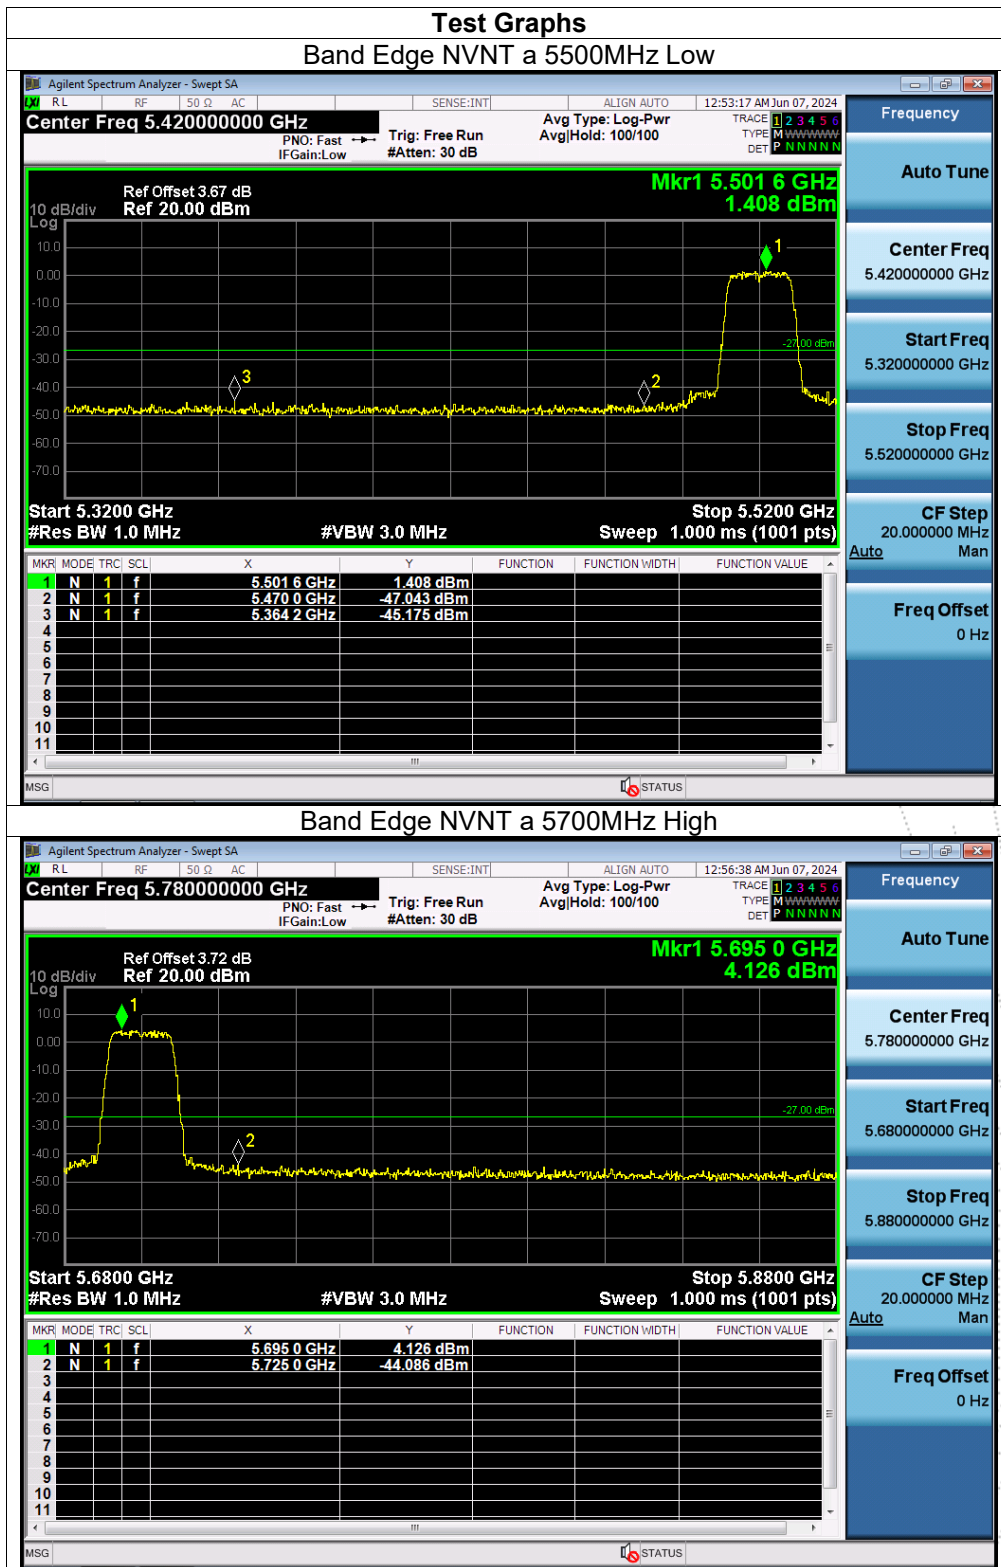 Test Graphs
Band Edge NVNT a 5500MHz Low
Agilent Spectrum Analyzer - Swept SA
LXI RL RF 50 Ω AC SENSE:INT ALIGN AUTO 12:53:17 AM Jun 07, 2024
Center Freq 5.420000000 GHz
PNO: Fast
IFGain:Low
Trig: Free Run
#Atten: 30 dB
Avg Type: Log-Pwr
Avg|Hold: 100/100
TRACE 1 2 3 4 5 6
TYPE M WWWWW
DET P N N N N N
Mkr1 5.501 6 GHz
1.408 dBm
Ref Offset 3.67 dB
10 dB/div Ref 20.00 dBm
Log
10.0
0.00
-10.0
-20.0
-30.0
-40.0
-50.0
-60.0
-70.0
1
-27.00 dBm
3
2
Start 5.3200 GHz Stop 5.5200 GHz
#Res BW 1.0 MHz #VBW 3.0 MHz Sweep 1.000 ms (1001 pts)
MKR MODE TRC SCL X Y FUNCTION FUNCTION WIDTH FUNCTION VALUE
1 N 1 f 5.501 6 GHz 1.408 dBm
2 N 1 f 5.470 0 GHz -47.043 dBm
3 N 1 f 5.364 2 GHz -45.175 dBm
4
5
6
7
8
9
10
11
MSG STATUS
Frequency
Auto Tune
Center Freq
5.420000000 GHz
Start Freq
5.320000000 GHz
Stop Freq
5.520000000 GHz
CF Step
20.000000 MHz
Auto Man
Freq Offset
0 Hz
Band Edge NVNT a 5700MHz High
Agilent Spectrum Analyzer - Swept SA
LXI RL RF 50 Ω AC SENSE:INT ALIGN AUTO 12:56:38 AM Jun 07, 2024
Center Freq 5.780000000 GHz
PNO: Fast
IFGain:Low
Trig: Free Run
#Atten: 30 dB
Avg Type: Log-Pwr
Avg|Hold: 100/100
TRACE 1 2 3 4 5 6
TYPE M WWWWW
DET P N N N N N
Mkr1 5.695 0 GHz
4.126 dBm
Ref Offset 3.72 dB
10 dB/div Ref 20.00 dBm
Log
10.0
0.00
-10.0
-20.0
-30.0
-40.0
-50.0
-60.0
-70.0
1
-27.00 dBm
2
Start 5.6800 GHz Stop 5.8800 GHz
#Res BW 1.0 MHz #VBW 3.0 MHz Sweep 1.000 ms (1001 pts)
MKR MODE TRC SCL X Y FUNCTION FUNCTION WIDTH FUNCTION VALUE
1 N 1 f 5.695 0 GHz 4.126 dBm
2 N 1 f 5.725 0 GHz -44.086 dBm
3
4
5
6
7
8
9
10
11
MSG STATUS
Frequency
Auto Tune
Center Freq
5.780000000 GHz
Start Freq
5.680000000 GHz
Stop Freq
5.880000000 GHz
CF Step
20.000000 MHz
Auto Man
Freq Offset
0 Hz